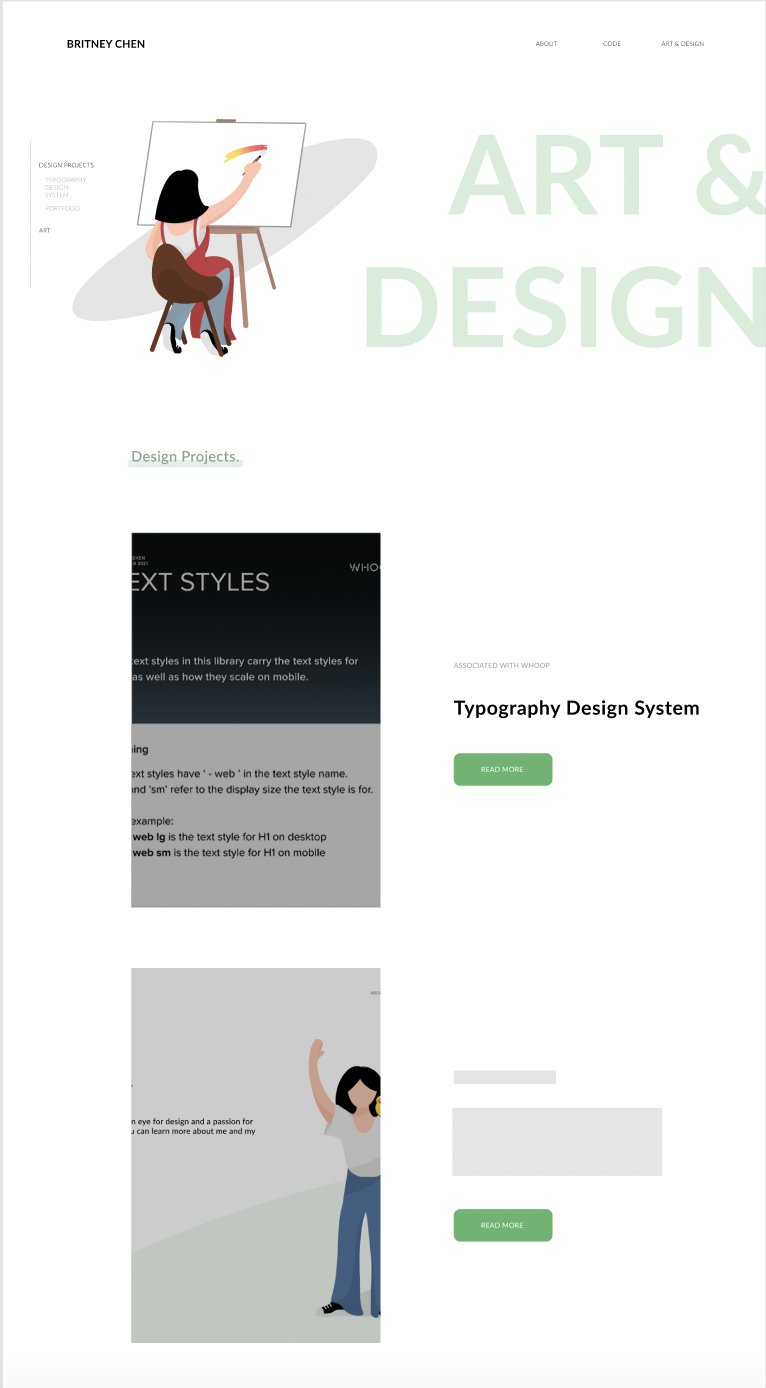 BRITNEY CHEN
ABOUT
CODE
ART & DESIGN
ART &
DESIGN
DESIGN PROJECTS
TYPOGRAPHY
DESIGN
SYSTEM
PORTFOLIO
ART
Design Projects.
CHEN
R 2021
EXT STYLES
WHOO
text styles in this library carry the text styles for
as well as how they scale on mobile.
ning
ext styles have ‘ - web ’ in the text style name.
and ‘sm’ refer to the display size the text style is for.
example:
web lg is the text style for H1 on desktop
web sm is the text style for H1 on mobile
ASSOCIATED WITH WHOOP
Typography Design System
READ MORE
ABOU
n eye for design and a passion for
u can learn more about me and my
READ MORE